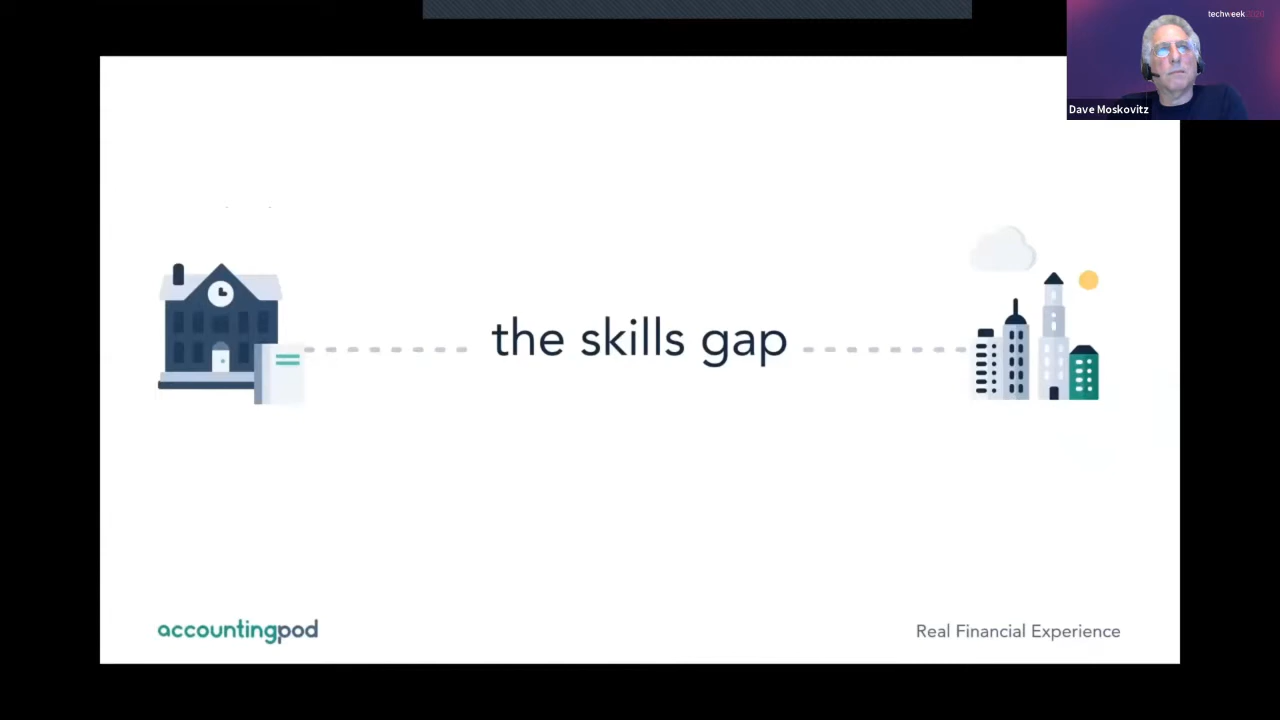 techweek2020
Dave Moskovitz
the skills gap
accountingpod
Real Financial Experience